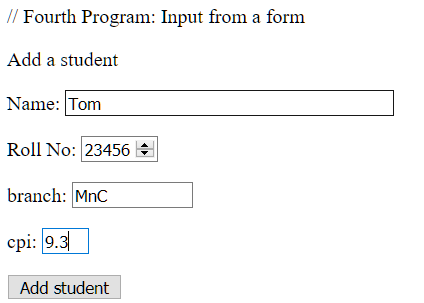 // Fourth Program: Input from a form
Add a student
Name: Tom
Roll No: 23456
branch: MnC
cpi: 9.3
Add student